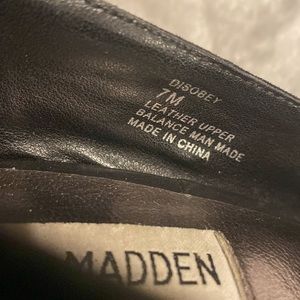 DISOBEY
7M
LEATHER UPPER
BALANCE MAN MADE
MADE IN CHINA
MADDEN